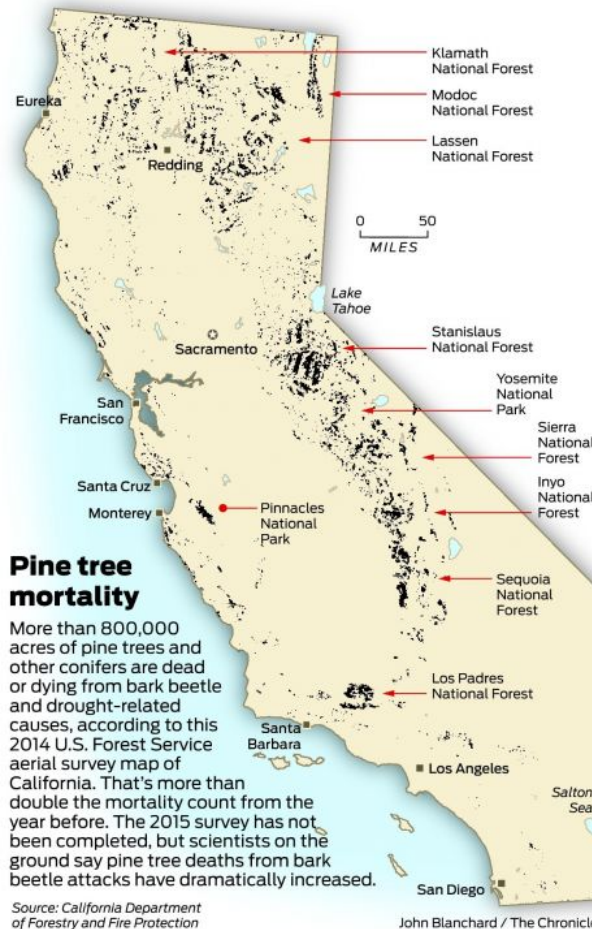 Klamath
National Forest
Modoc
National Forest
Eureka
Lassen
National Forest
Redding
0 50
MILES
Lake
Tahoe
Sacramento
Stanislaus
National Forest
Yosemite
National
Park
San
Francisco
Sierra
National
Forest
Inyo
National
Forest
Santa Cruz
Monterey
Pinnacles
National
Park
Sequoia
National
Forest
Los Padres
National Forest
Santa
Barbara
Los Angeles
Salton
Sea
San Diego
Pine tree
mortality
More than 800,000
acres of pine trees and
other conifers are dead
or dying from bark beetle
and drought-related
causes, according to this
2014 U.S. Forest Service
aerial survey map of
California. That's more than
double the mortality count from the
year before. The 2015 survey has not
been completed, but scientists on the
ground say pine tree deaths from bark
beetle attacks have dramatically increased.
Source: California Department
of Forestry and Fire Protection
John Blanchard / The Chronicle